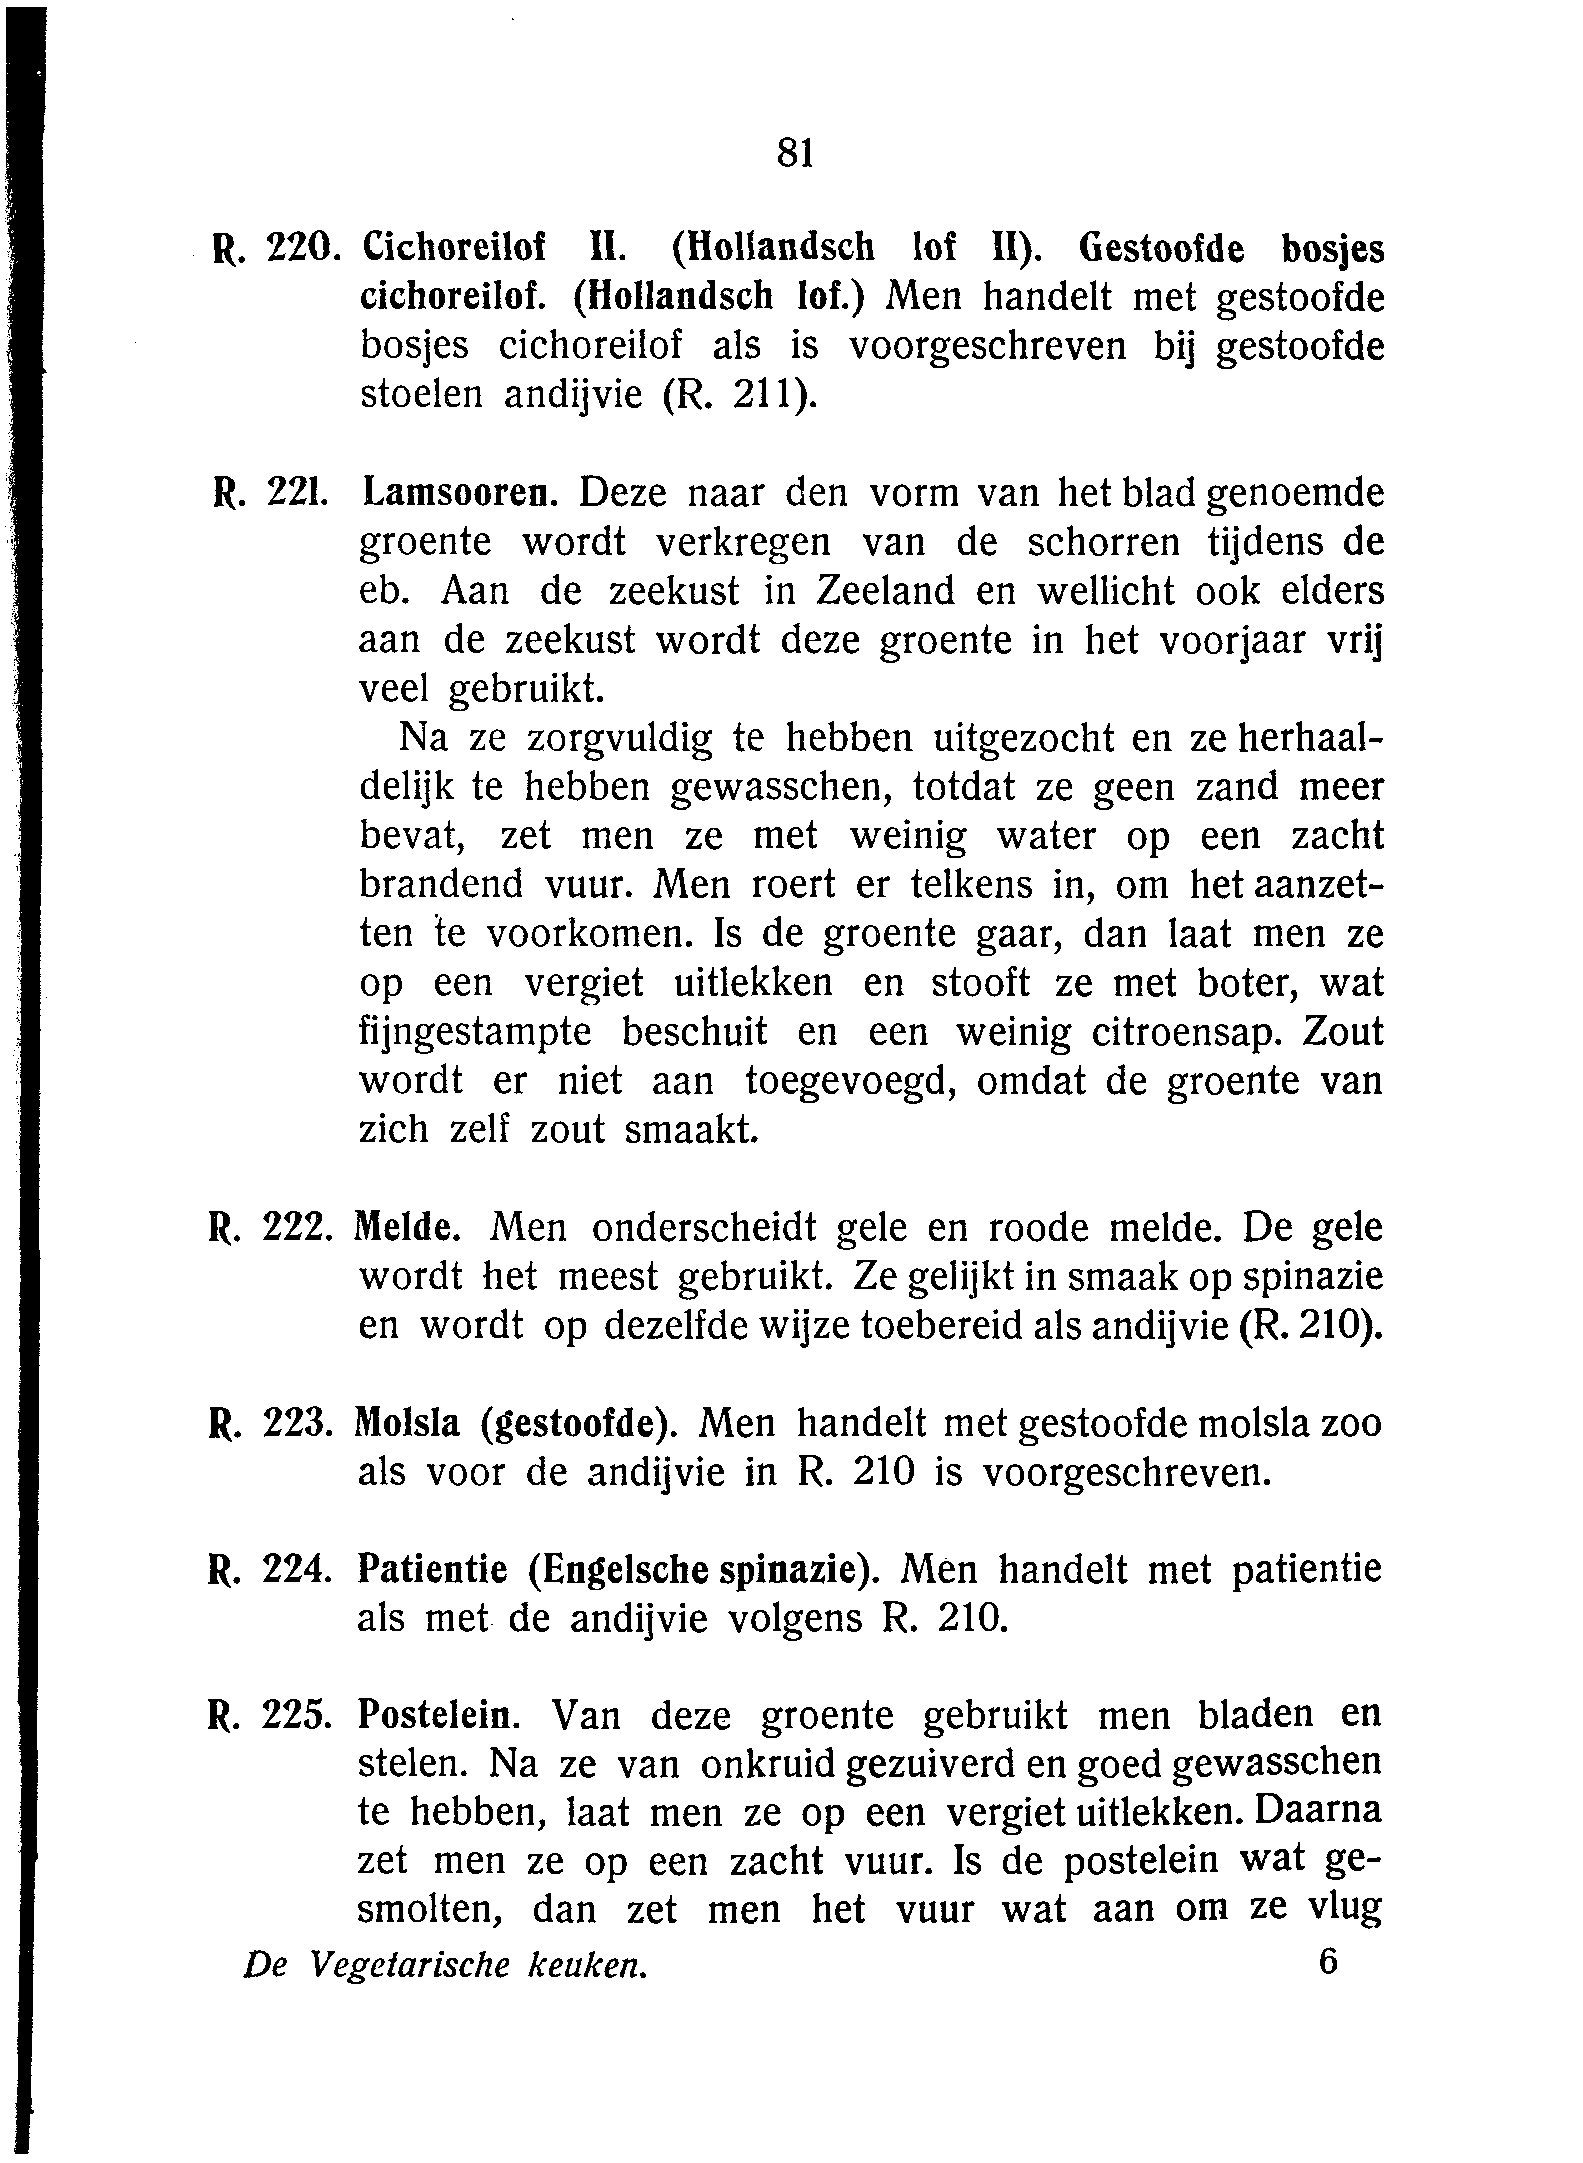 81
R. 220. Cichoreilof II. (Hollandsch lof II). Gestoofde bosjes
cichoreilof. (Hollandsch lof.) Men handelt met gestoofde
bosjes cichoreilof als is voorgeschreven bij gestoofde
stoelen andijvie (R. 211).
R. 221. Lamsooren. Deze naar den vorm van het blad genoemde
groente wordt verkregen van de schorren tijdens de
eb. Aan de zeekust in Zeeland en wellicht ook elders
aan de zeekust wordt deze groente in het voorjaar vrij
veel gebruikt.
Na ze zorgvuldig te hebben uitgezocht en ze herhaal-
delijk te hebben gewasschen, totdat ze geen zand meer
bevat, zet men ze met weinig water op een zacht
brandend vuur. Men roert er telkens in, om het aanzet-
ten te voorkomen. Is de groente gaar, dan laat men ze
op een vergiet uitlekken en stooft ze met boter, wat
fijngestampte beschuit en een weinig citroensap. Zout
wordt er niet aan toegevoegd, omdat de groente van
zich zelf zout smaakt.
R. 222. Melde. Men onderscheidt gele en roode melde. De gele
wordt het meest gebruikt. Ze gelijkt in smaak op spinazie
en wordt op dezelfde wijze toebereid als andijvie (R. 210).
R. 223. Molsla (gestoofde). Men handelt met gestoofde molsla zoo
als voor de andijvie in R. 210 is voorgeschreven.
R. 224. Patientie (Engelsche spinazie). Men handelt met patientie
als met de andijvie volgens R. 210.
R. 225. Postelein. Van deze groente gebruikt men bladen en
stelen. Na ze van onkruid gezuiverd en goed gewasschen
te hebben, laat men ze op een vergiet uitlekken. Daarna
zet men ze op een zacht vuur. Is de postelein wat ge-
smolten, dan zet men het vuur wat aan om ze vlug
De Vegetarische keuken. 6